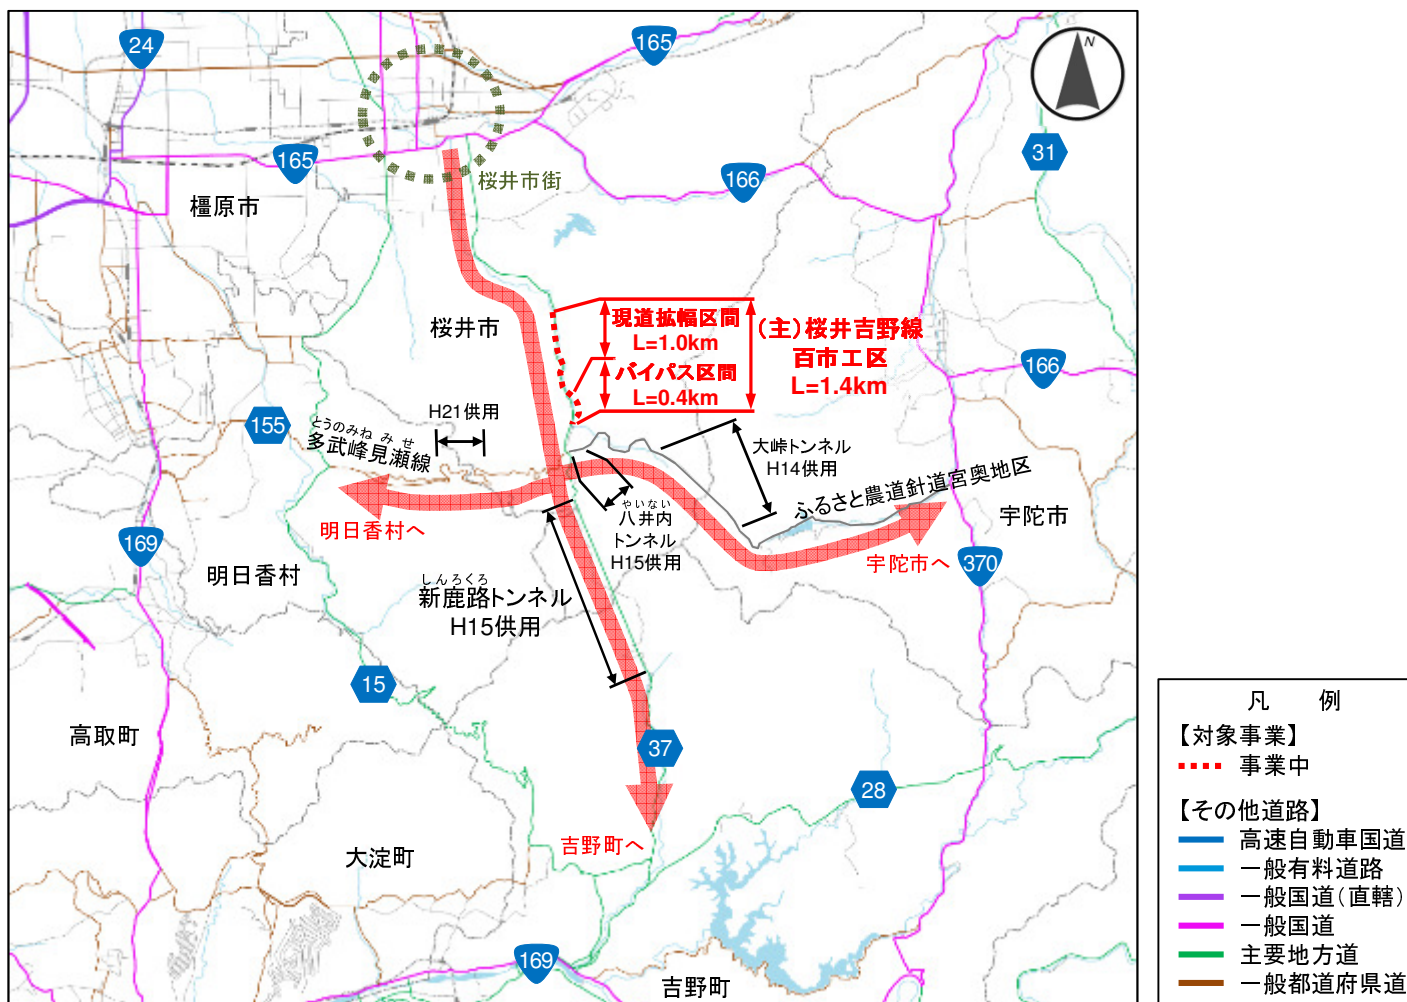 24
165
N
31
165
桜井市街
166
橿原市
桜井市
現道拡幅区間
L=1.0km
バイパス区間
L=0.4km
(主)桜井吉野線
百市工区
L=1.4km
166
155
とうのみね みせ
多武峰見瀬線
H21供用
大峠トンネル
H14供用
ふるさと農道針道宮奥地区
宇陀市
明日香村へ
やいない
八井内
トンネル
H15供用
宇陀市へ
169
370
明日香村
しんろくろ
新鹿路トンネル
H15供用
15
高取町
37
28
吉野町へ
大淀町
169
吉野町
凡 例
【対象事業】
事業中
【その他道路】
高速自動車国道
一般有料道路
一般国道(直轄)
一般国道
主要地方道
一般都道府県道